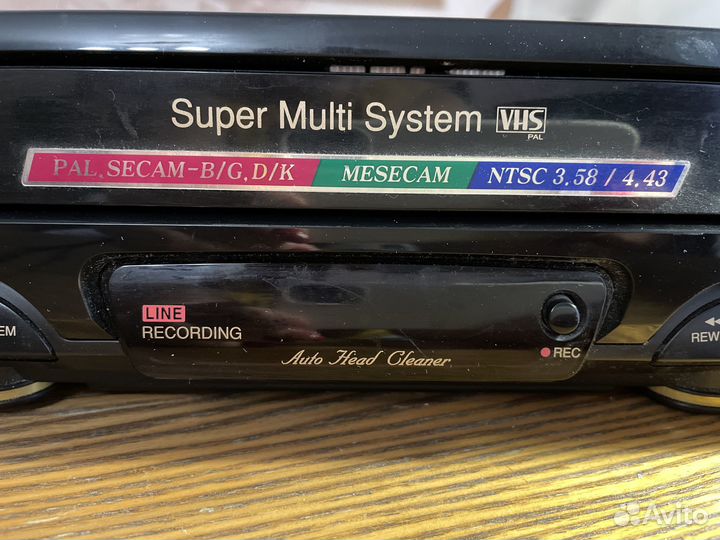 Super Multi System VHS
PAL
PAL, SECAM-B/G, D/K MESECAM NTSC 3.58 / 4.43
LINE
RECORDING
Auto Head Cleaner
REC
EM
REW
Avito